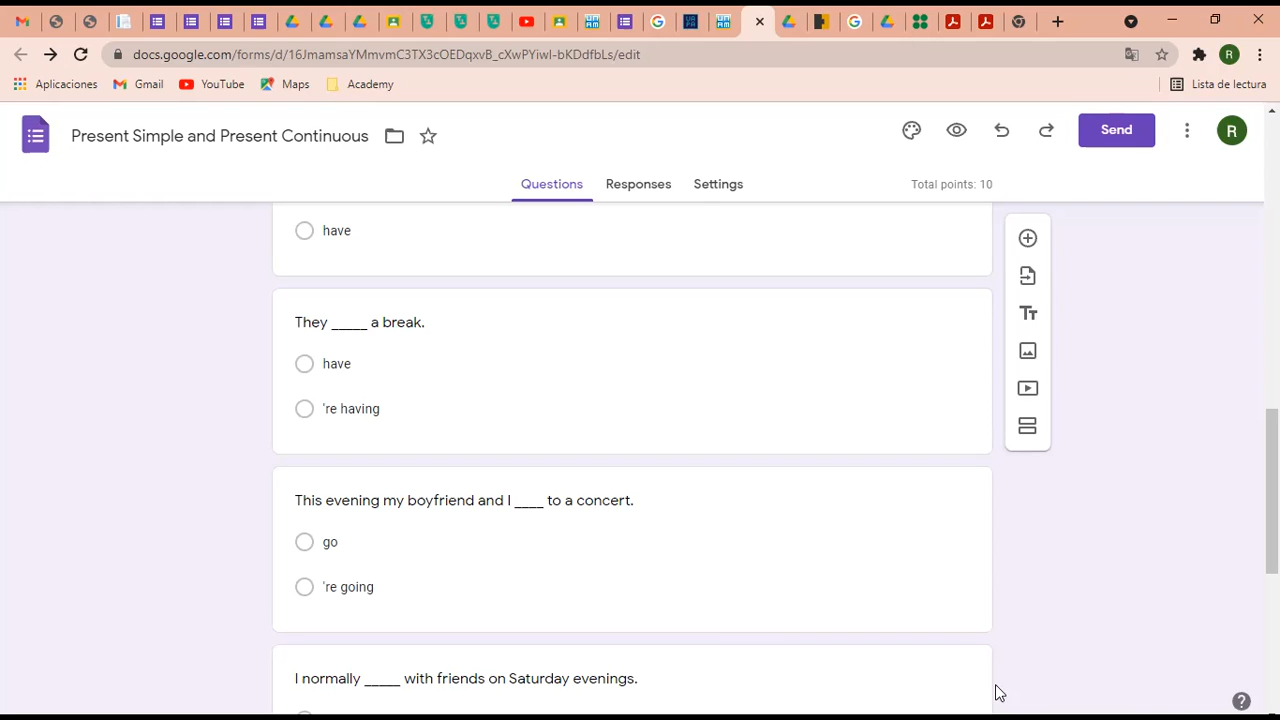 docs.google.com/forms/d/16JmamsaYMmvmC3TX3cOEDqxvB_cXwPYiwI-bKDdfbLs/edit
R
Aplicaciones
Gmail
YouTube
Maps
Academy
Lista de lectura
Present Simple and Present Continuous
Send
R
Questions
Responses
Settings
Total points: 10
have
They _____ a break.
have
're having
This evening my boyfriend and I ____ to a concert.
go
're going
I normally _____ with friends on Saturday evenings.